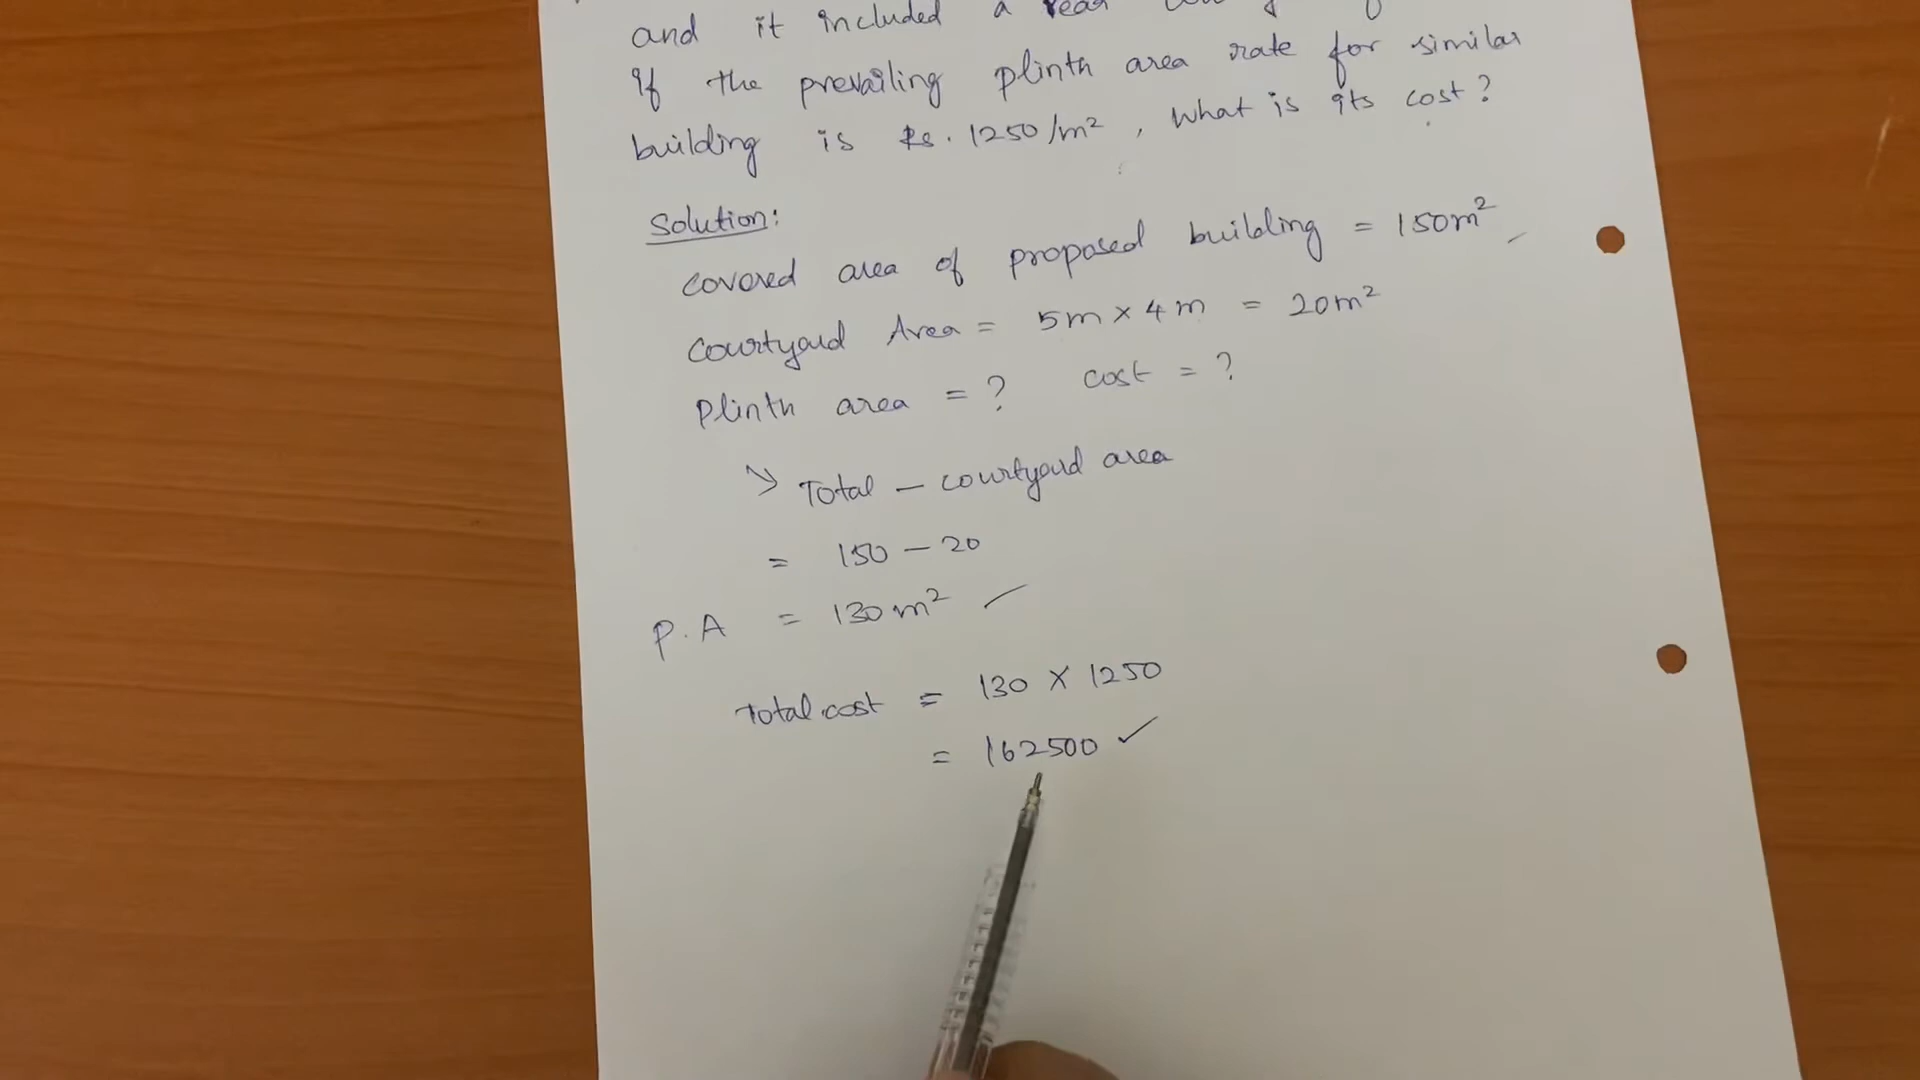 and it included a rear
If the prevailing plinth area rate for similar
building is Rs. 1250/m², What is its cost?
Solution:
covered area of proposed building = 150m²
Courtyard Area = 5m × 4m = 20m²
Plinth area = ? cost = ?
Total - courtyard area
= 150 - 20
P.A = 130m²
Total cost = 130 × 1250
= 162500 ✓